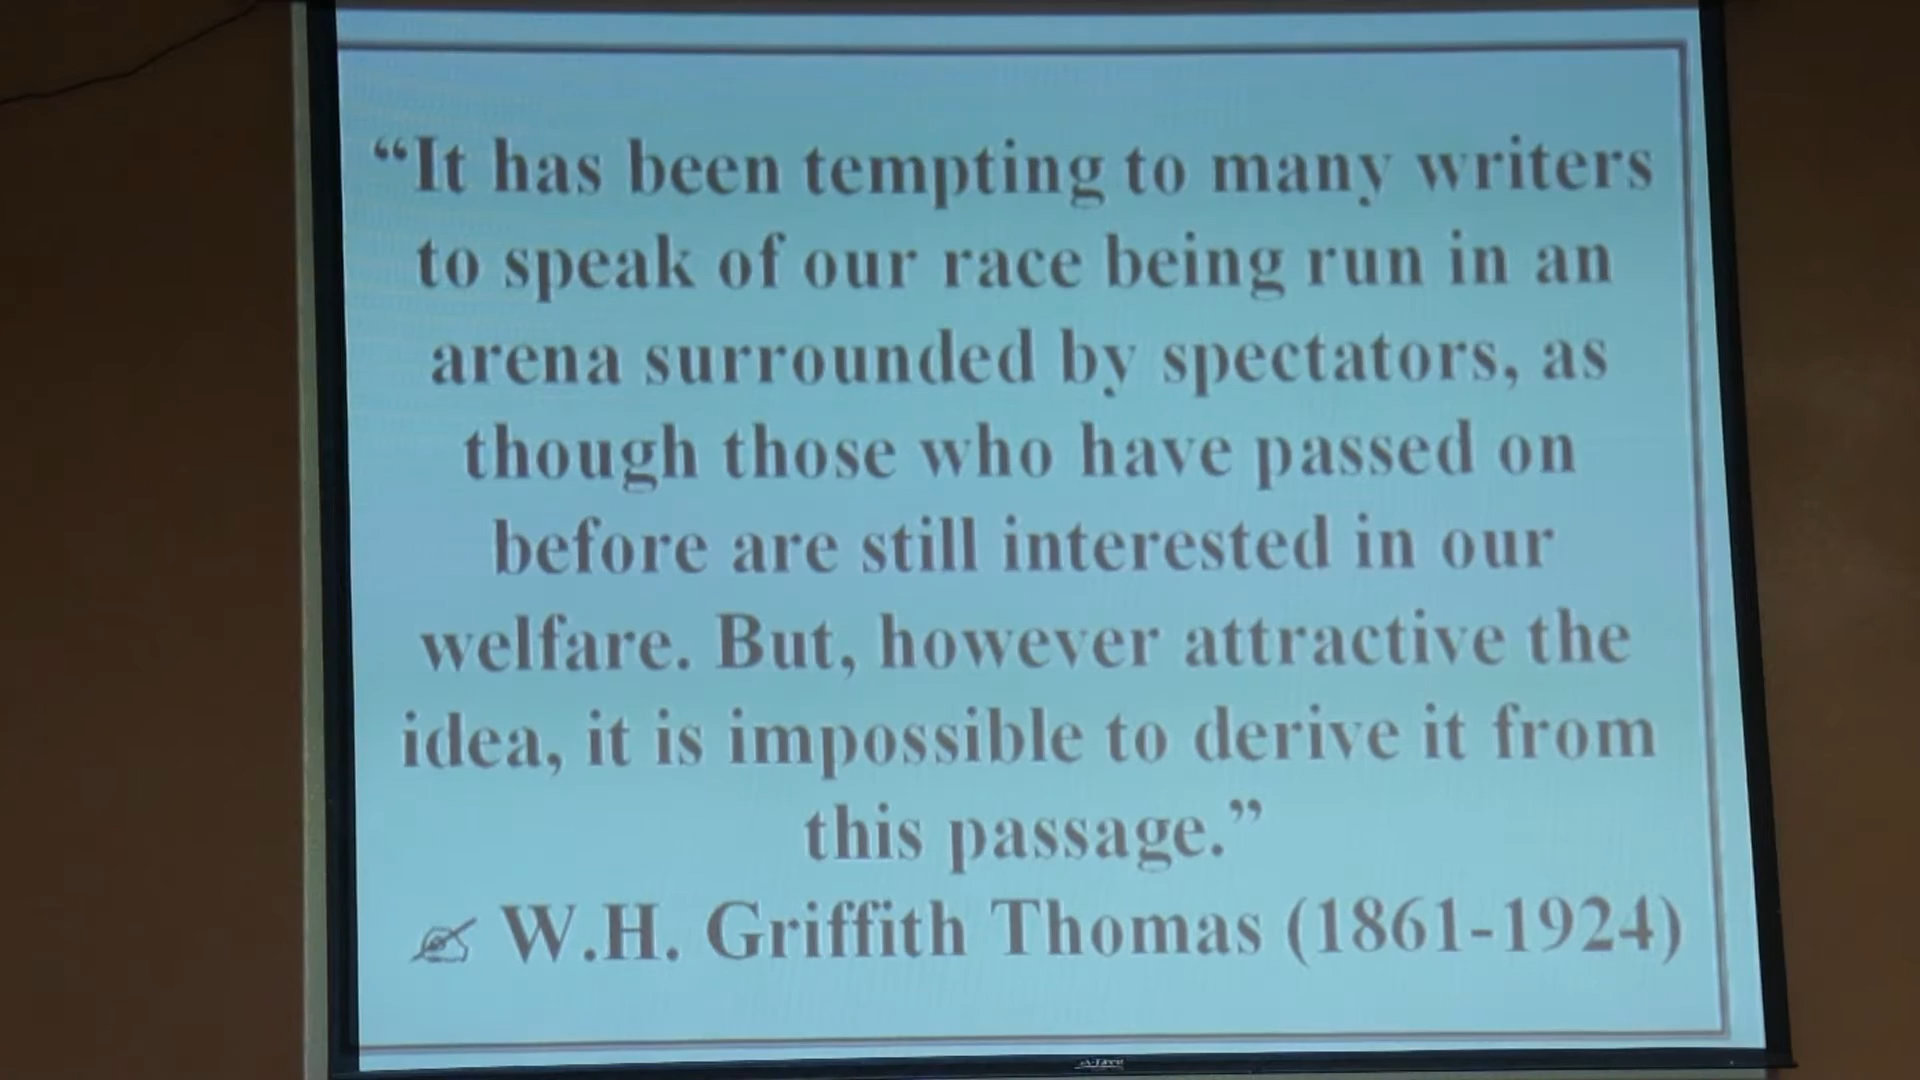 “It has been tempting to many writers
to speak of our race being run in an
arena surrounded by spectators, as
though those who have passed on
before are still interested in our
welfare. But, however attractive the
idea, it is impossible to derive it from
this passage.”
✍ W.H. Griffith Thomas (1861-1924)